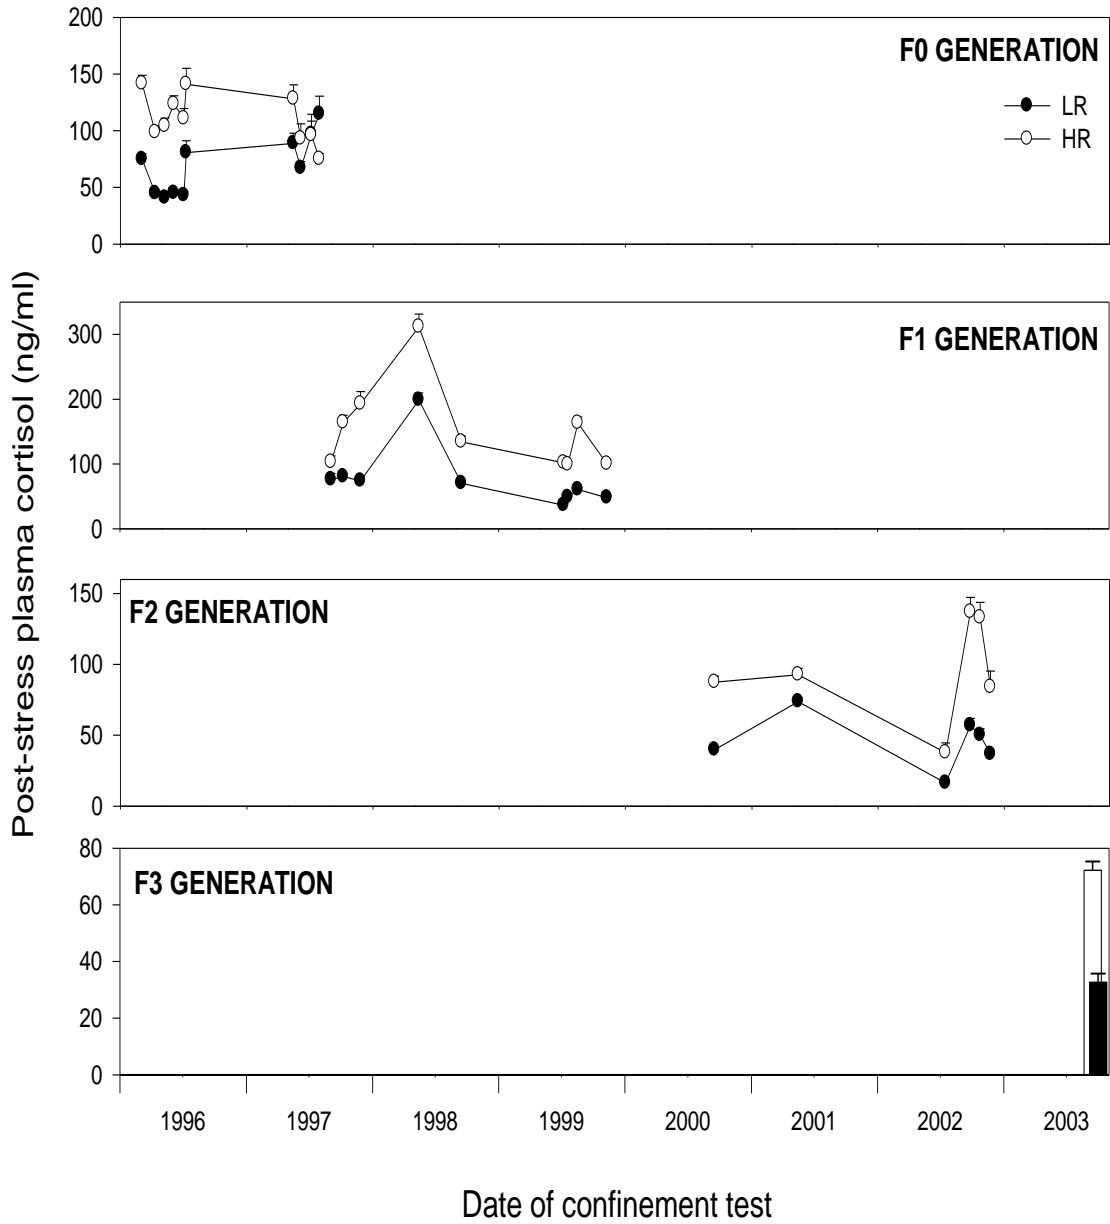 Post-stress plasma cortisol (ng/ml)
200
150
100
50
0
F0 GENERATION
LR
HR
300
200
100
0
F1 GENERATION
150
100
50
0
F2 GENERATION
80
60
40
20
0
F3 GENERATION
1996 1997 1998 1999 2000 2001 2002 2003
Date of confinement test